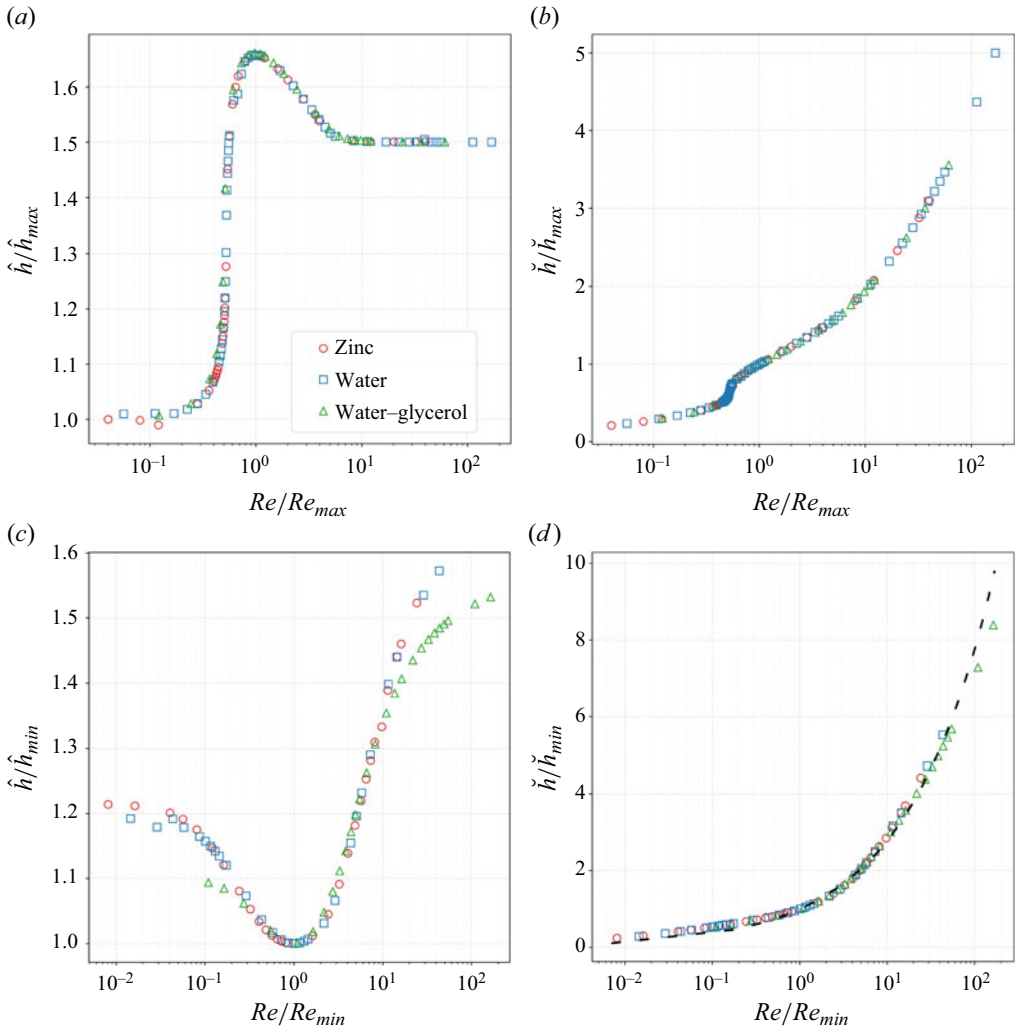 (a)
1.6
1.5
1.4
1.3
1.2
1.1
1.0
ĥ/ĥmax
Zinc
Water
Water–glycerol
10⁻¹ 10⁰ 10¹ 10²
Re/Remax
(b)
5
4
3
2
1
0
h̆/h̆max
10⁻¹ 10⁰ 10¹ 10²
Re/Remax
(c)
1.6
1.5
1.4
1.3
1.2
1.1
1.0
ĥ/ĥmin
10⁻² 10⁻¹ 10⁰ 10¹ 10²
Re/Remin
(d)
10
8
6
4
2
0
h̆/h̆min
10⁻² 10⁻¹ 10⁰ 10¹ 10²
Re/Remin